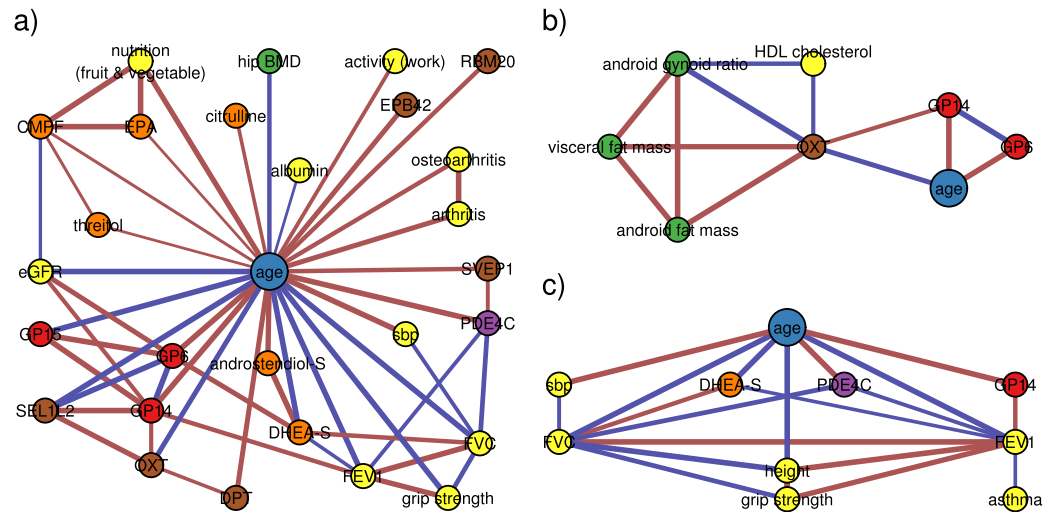 a)
nutrition
(fruit & vegetable)
hip BMD
activity (work)
RBM20
CMPF
EPA
citrulline
EPB42
albumin
osteoarthritis
threitol
arthritis
eGFR
age
SVEP1
GP15
GP6
androstendiol-S
sbp
PDE4C
SEL1L2
GP14
DHEA-S
FVC
OXT
FEV1
DPT
grip strength
b)
android gynoid ratio
HDL cholesterol
GP14
visceral fat mass
OXT
GP6
age
android fat mass
c)
age
sbp
DHEA-S
PDE4C
GP14
FVC
FEV1
height
grip strength
asthma